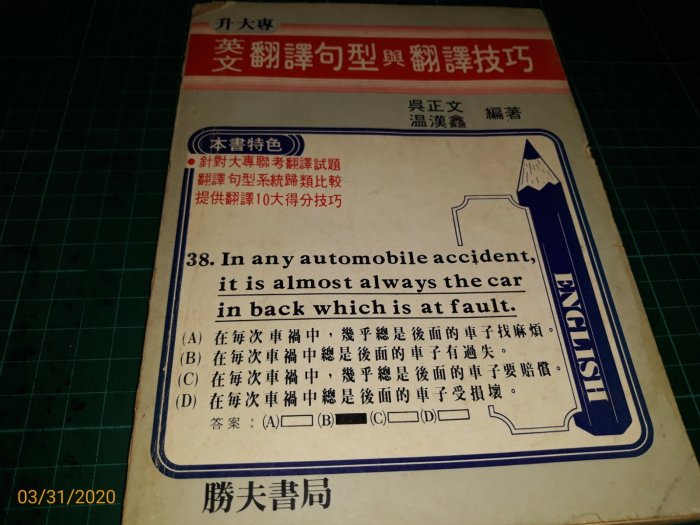 升大專
英文 翻譯句型與翻譯技巧
吳正文
温漢鑫 編著
本書特色
• 針對大專聯考翻譯試題
翻譯句型系統歸類比較
提供翻譯10大得分技巧
38. In any automobile accident,
it is almost always the car
in back which is at fault.
(A) 在每次車禍中，幾乎總是後面的車子找麻煩。
(B) 在每次車禍中總是後面的車子有過失。
(C) 在每次車禍中，幾乎總是後面的車子要賠償。
(D) 在每次車禍中總是後面的車子受損壞。
答案：(A) (B) (C) (D)
ENGLISH
勝夫書局
03/31/2020